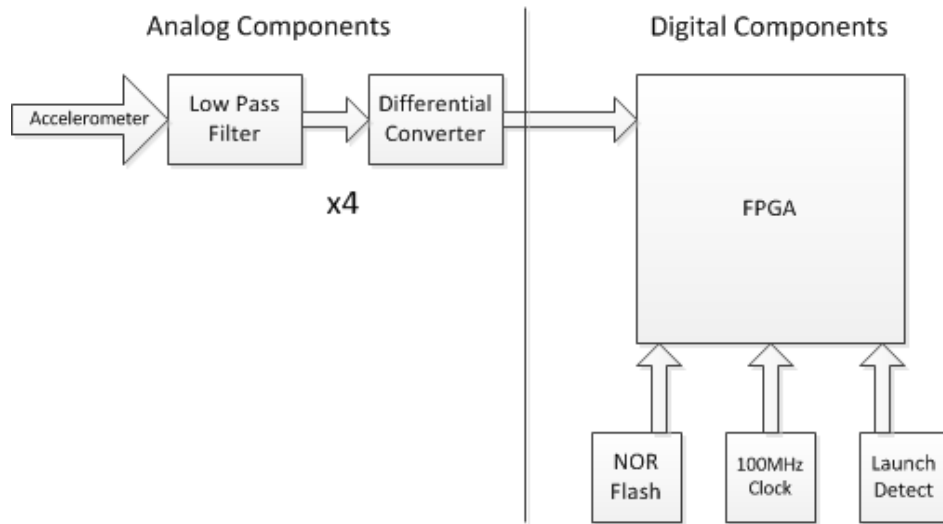 Analog Components
Digital Components
Accelerometer
Low Pass
Filter
Differential
Converter
x4
FPGA
NOR
Flash
100MHz
Clock
Launch
Detect